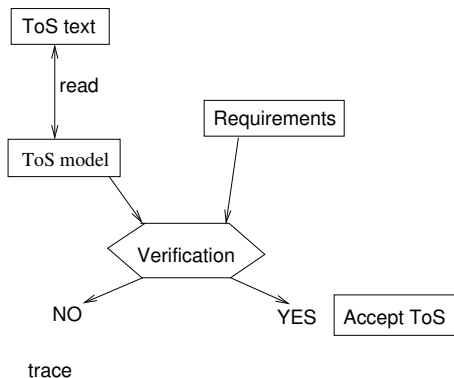 ToS text
read
Requirements
ToS model
Verification
NO
YES
Accept ToS
trace